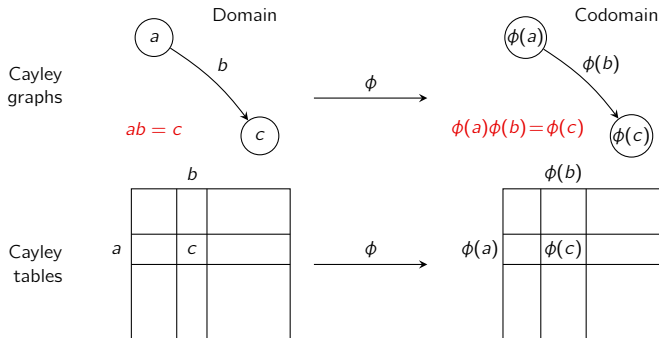 Domain
Codomain
a
ϕ(a)
b
ϕ(b)
Cayley
graphs
ϕ
ab = c
c
ϕ(a)ϕ(b)=ϕ(c)
ϕ(c)
b
ϕ(b)
Cayley
tables
a
c
ϕ
ϕ(a)
ϕ(c)